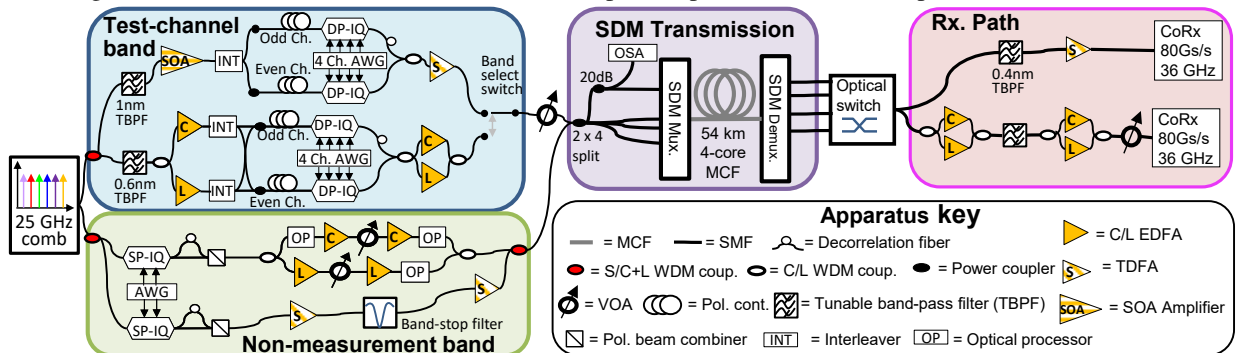 Test-channel
band
Odd Ch.
DP-IQ
SOA
INT
4 Ch. AWG
S
Even Ch.
DP-IQ
1nm
TBPF
C
INT
Odd Ch.
DP-IQ
C
4 Ch. AWG
0.6nm
TBPF
L
INT
Even Ch.
DP-IQ
L
Band
select
switch
25 GHz
comb
SP-IQ
AWG
SP-IQ
OP
C
C
OP
L
L
OP
S
S
Band-stop filter
Non-measurement band
SDM Transmission
OSA
20dB
2 x 4
split
SDM Mux.
54 km
4-core
MCF
SDM Demux.
Optical
switch
Rx. Path
0.4nm
TBPF
S
CoRx
80Gs/s
36 GHz
C
L
C
L
CoRx
80Gs/s
36 GHz
Apparatus key
= MCF
= SMF
= Decorrelation fiber
C
= C/L EDFA
= S/C+L WDM coup.
= C/L WDM coup.
= Power coupler
S
= TDFA
= VOA
= Pol. cont.
= Tunable band-pass filter (TBPF)
SOA
= SOA Amplifier
= Pol. beam combiner
INT
= Interleaver
OP
= Optical processor